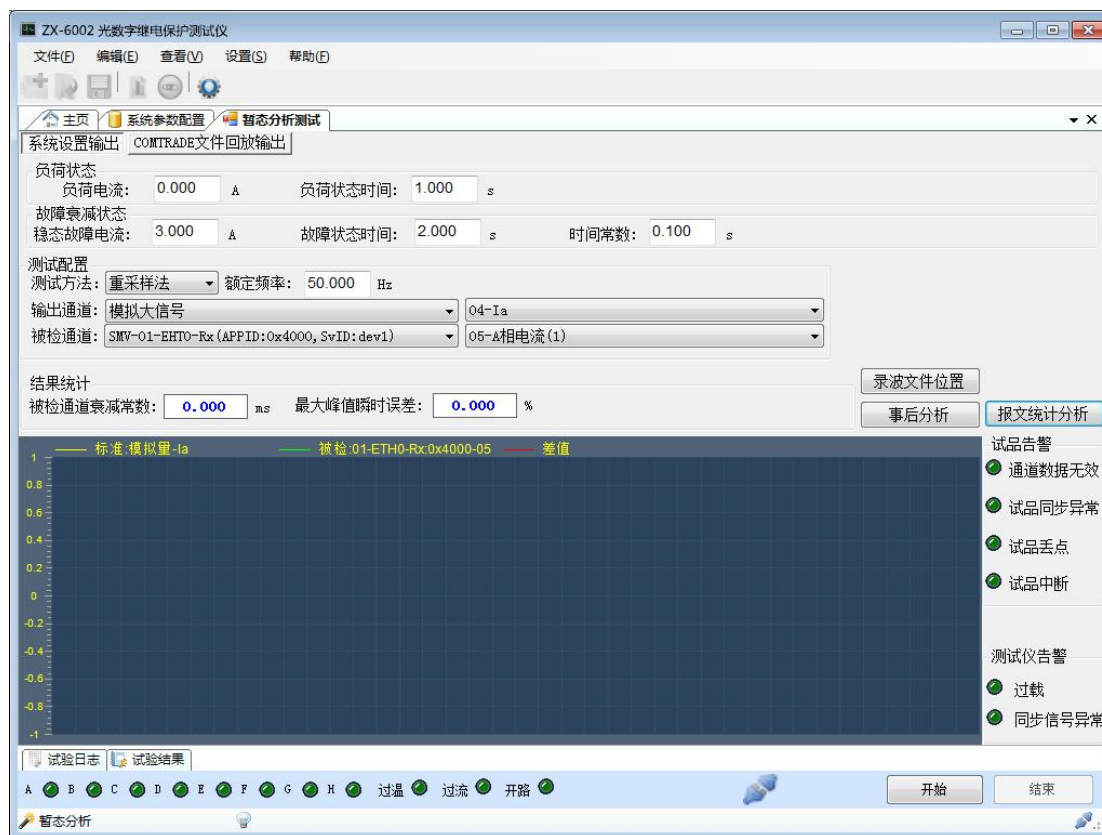 ZX-6002 光数字继电保护测试仪
文件(F) 编辑(E) 查看(V) 设置(S) 帮助(F)
主页 系统参数配置 暂态分析测试
系统设置输出 COMTRADE文件回放输出
负荷状态
负荷电流: 0.000 A 负荷状态时间: 1.000 s
故障衰减状态
稳态故障电流: 3.000 A 故障状态时间: 2.000 s 时间常数: 0.100 s
测试配置
测试方法: 重采样法 额定频率: 50.000 Hz
输出通道: 模拟大信号 04-Ia
被检通道: SMV-01-EHTO-Rx(APPID:0x4000,SvID:dev1) 05-A相电流(1)
结果统计
录波文件位置
被检通道衰减常数: 0.000 ms 最大峰值瞬时误差: 0.000 %
事后分析 报文统计分析
标准:模拟量-Ia 被检:01-ETH0-Rx:0x4000-05 差值
试品告警
1
通道数据无效
0.8
0.6
试品同步异常
0.4
试品丢点
0.2
试品中断
0
-0.2
-0.4
测试仪告警
-0.6
过载
-0.8
同步信号异常
-1
试验日志 试验结果
A B C D E F G H 过温 过流 开路 开始 结束
暂态分析